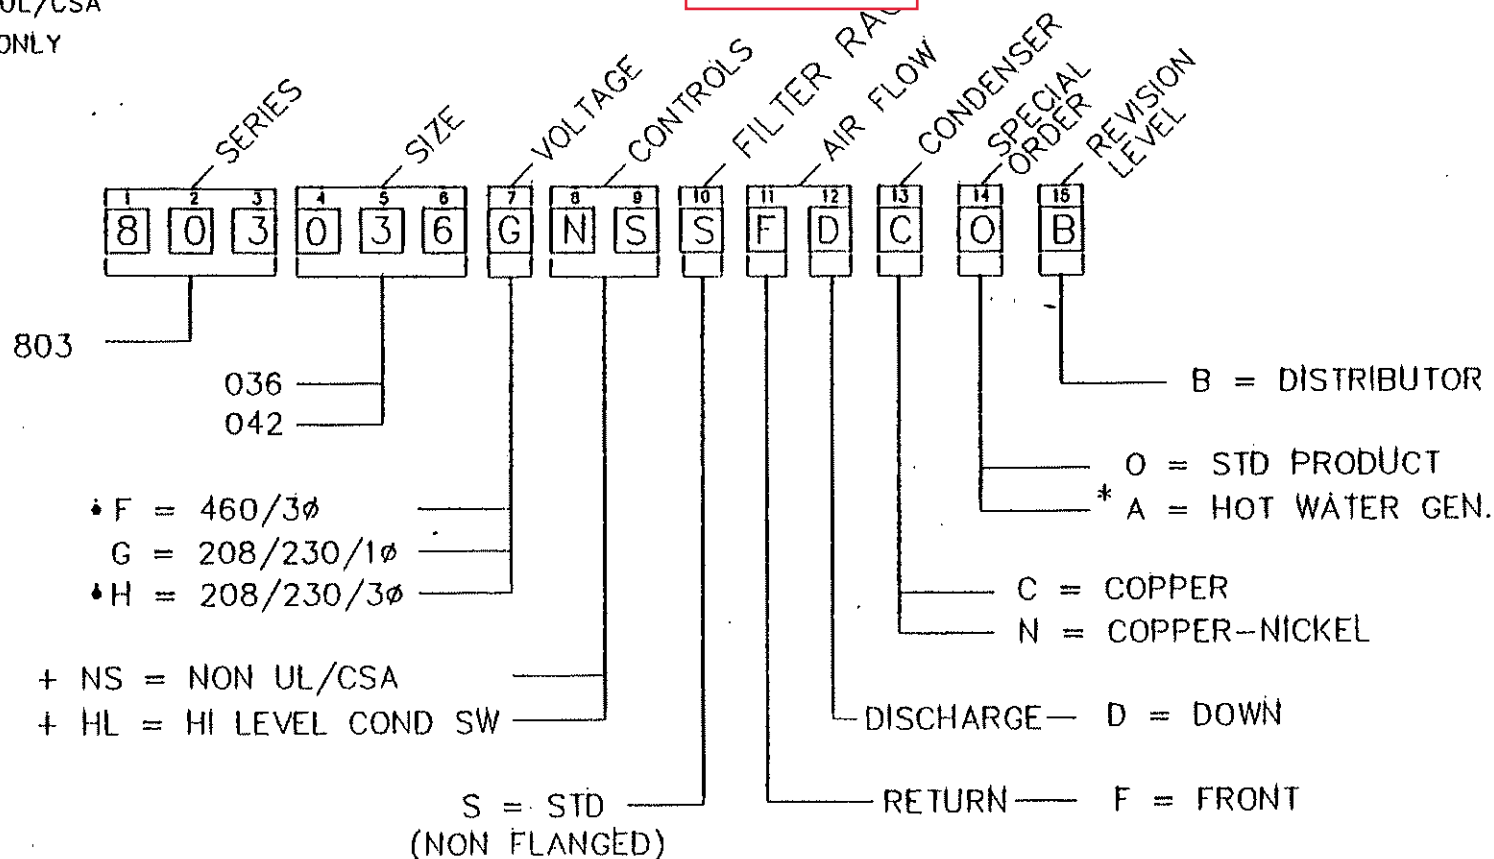 UL/CSA
ONLY
SERIES
SIZE
VOLTAGE
CONTROLS
FILTER
AIR FLOW
CONDENSER
SPECIAL
ORDER
REVISION
LEVEL
1 2 3 4 5 6 7 8 9 10 11 12 13 14 15
8 0 3 0 3 6 G N S S F D C O B
803
036
042
B = DISTRIBUTOR
O = STD PRODUCT
* A = HOT WATER GEN.
• F = 460/3ø
G = 208/230/1ø
• H = 208/230/3ø
C = COPPER
N = COPPER-NICKEL
+ NS = NON UL/CSA
+ HL = HI LEVEL COND SW
DISCHARGE D = DOWN
RETURN F = FRONT
S = STD
(NON FLANGED)